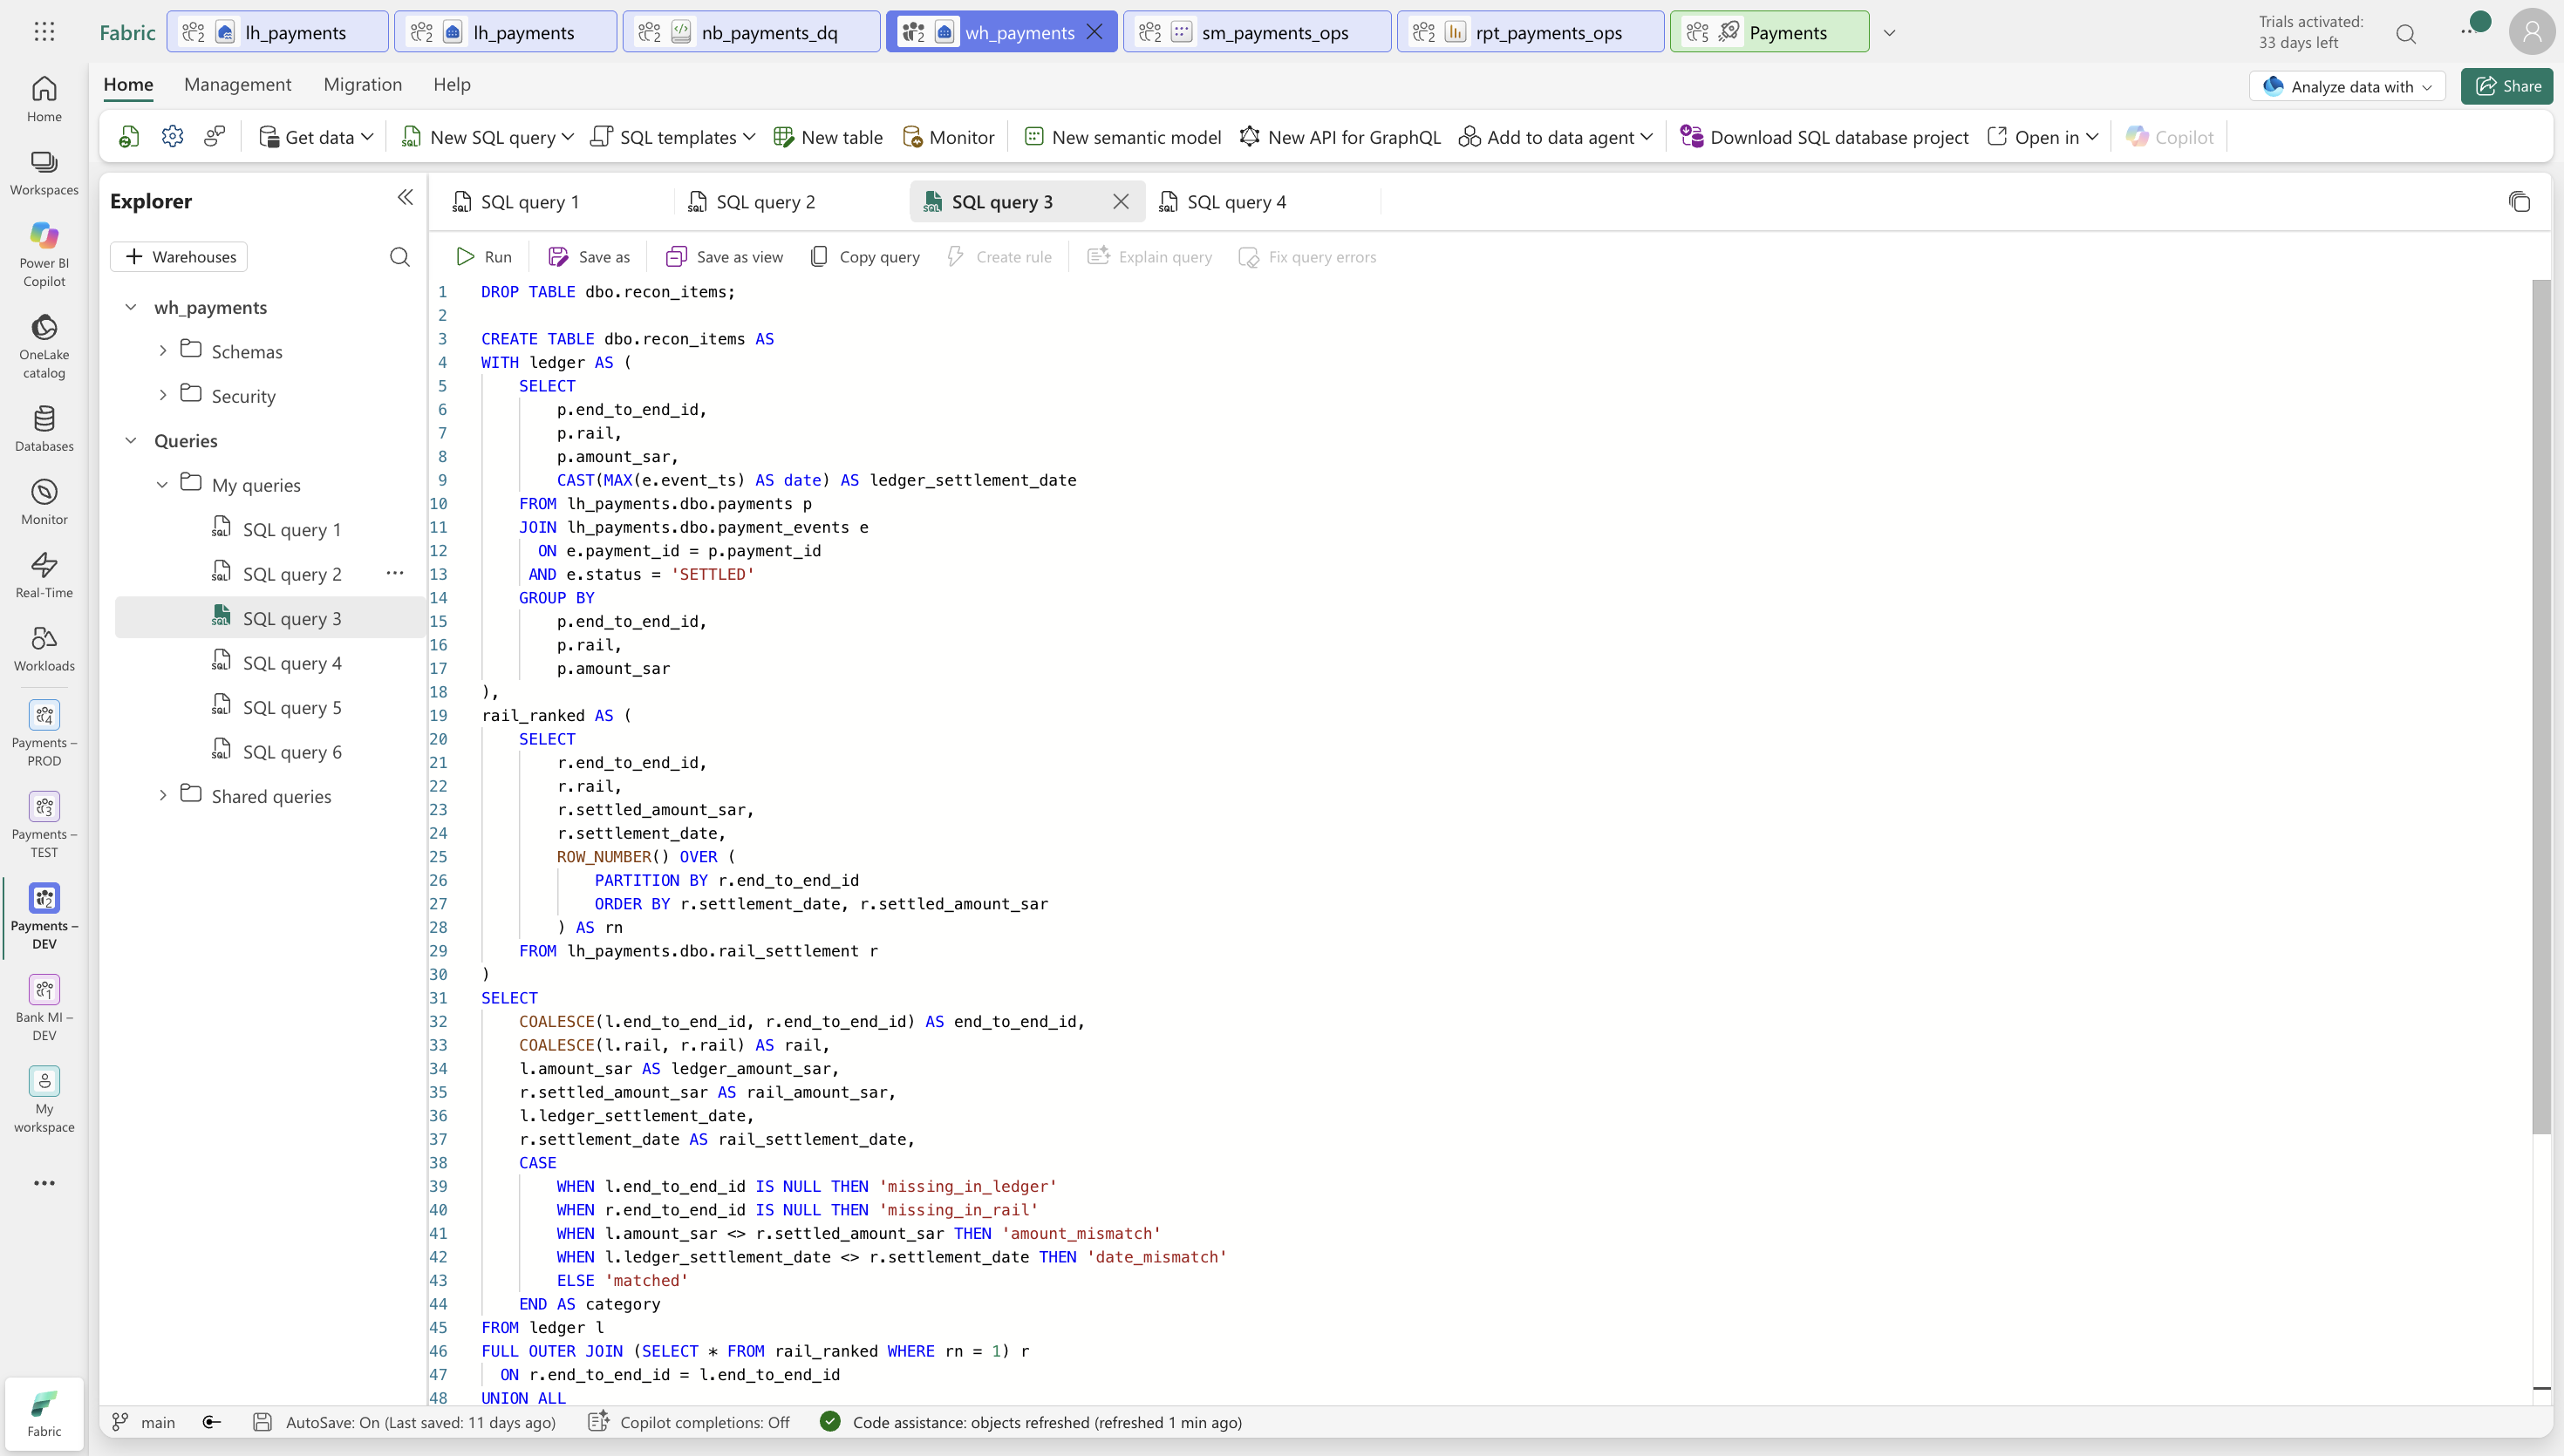 Fabric
2 lh_payments
2 lh_payments
2 nb_payments_dq
2 wh_payments
2 sm_payments_ops
2 rpt_payments_ops
5 Payments
Trials activated:
33 days left
Home
Management
Migration
Help
Analyze data with
Share
Get data
New SQL query
SQL templates
New table
Monitor
New semantic model
New API for GraphQL
Add to data agent
Download SQL database project
Open in
Copilot
Home
Workspaces
Power BI
Copilot
OneLake
catalog
Databases
Monitor
Real-Time
Workloads
4
Payments –
PROD
3
Payments –
TEST
2
Payments –
DEV
1
Bank MI –
DEV
My
workspace
Fabric
Explorer
Warehouses
wh_payments
Schemas
Security
Queries
My queries
SQL query 1
SQL query 2
SQL query 3
SQL query 4
SQL query 5
SQL query 6
Shared queries
SQL query 1
SQL query 2
SQL query 3
SQL query 4
Run
Save as
Save as view
Copy query
Create rule
Explain query
Fix query errors
1 DROP TABLE dbo.recon_items;
2
3 CREATE TABLE dbo.recon_items AS
4 WITH ledger AS (
5 SELECT
6 p.end_to_end_id,
7 p.rail,
8 p.amount_sar,
9 CAST(MAX(e.event_ts) AS date) AS ledger_settlement_date
10 FROM lh_payments.dbo.payments p
11 JOIN lh_payments.dbo.payment_events e
12 ON e.payment_id = p.payment_id
13 AND e.status = 'SETTLED'
14 GROUP BY
15 p.end_to_end_id,
16 p.rail,
17 p.amount_sar
18 ),
19 rail_ranked AS (
20 SELECT
21 r.end_to_end_id,
22 r.rail,
23 r.settled_amount_sar,
24 r.settlement_date,
25 ROW_NUMBER() OVER (
26 PARTITION BY r.end_to_end_id
27 ORDER BY r.settlement_date, r.settled_amount_sar
28 ) AS rn
29 FROM lh_payments.dbo.rail_settlement r
30 )
31 SELECT
32 COALESCE(l.end_to_end_id, r.end_to_end_id) AS end_to_end_id,
33 COALESCE(l.rail, r.rail) AS rail,
34 l.amount_sar AS ledger_amount_sar,
35 r.settled_amount_sar AS rail_amount_sar,
36 l.ledger_settlement_date,
37 r.settlement_date AS rail_settlement_date,
38 CASE
39 WHEN l.end_to_end_id IS NULL THEN 'missing_in_ledger'
40 WHEN r.end_to_end_id IS NULL THEN 'missing_in_rail'
41 WHEN l.amount_sar <> r.settled_amount_sar THEN 'amount_mismatch'
42 WHEN l.ledger_settlement_date <> r.settlement_date THEN 'date_mismatch'
43 ELSE 'matched'
44 END AS category
45 FROM ledger l
46 FULL OUTER JOIN (SELECT * FROM rail_ranked WHERE rn = 1) r
47 ON r.end_to_end_id = l.end_to_end_id
48 UNION ALL
main
AutoSave: On (Last saved: 11 days ago)
Copilot completions: Off
Code assistance: objects refreshed (refreshed 1 min ago)